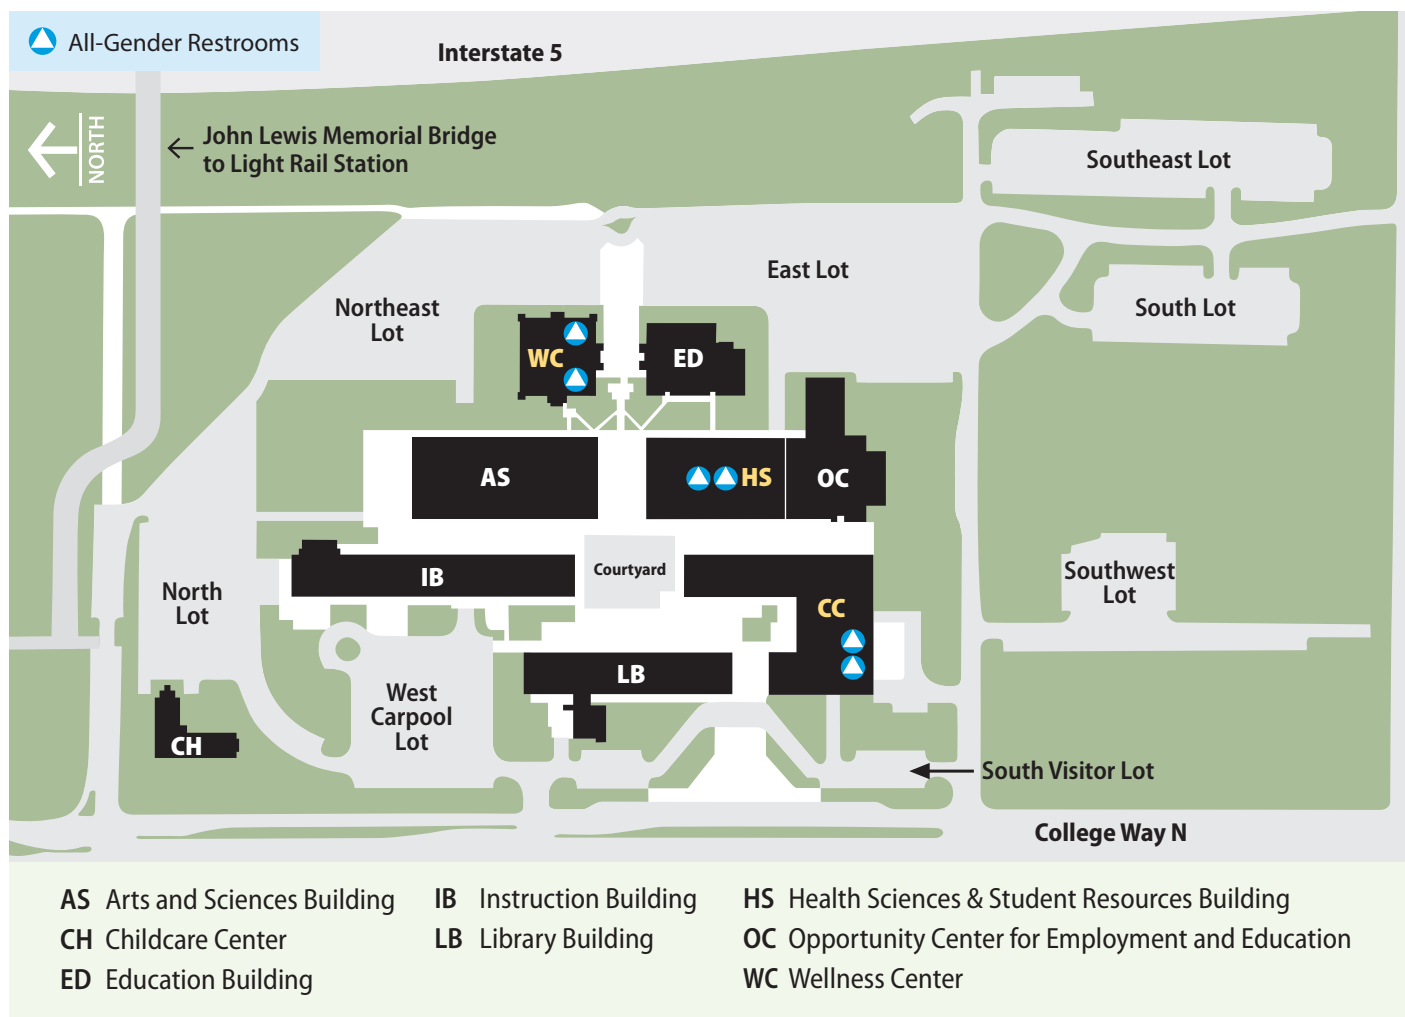 All-Gender Restrooms
Interstate 5
NORTH
John Lewis Memorial Bridge
to Light Rail Station
Southeast Lot
East Lot
Northeast
Lot
South Lot
WC
ED
AS
HS
OC
IB
Courtyard
North
Lot
CC
Southwest
Lot
LB
West
Carpool
Lot
CH
South Visitor Lot
College Way N
AS Arts and Sciences Building
CH Childcare Center
ED Education Building
IB Instruction Building
LB Library Building
HS Health Sciences & Student Resources Building
OC Opportunity Center for Employment and Education
WC Wellness Center